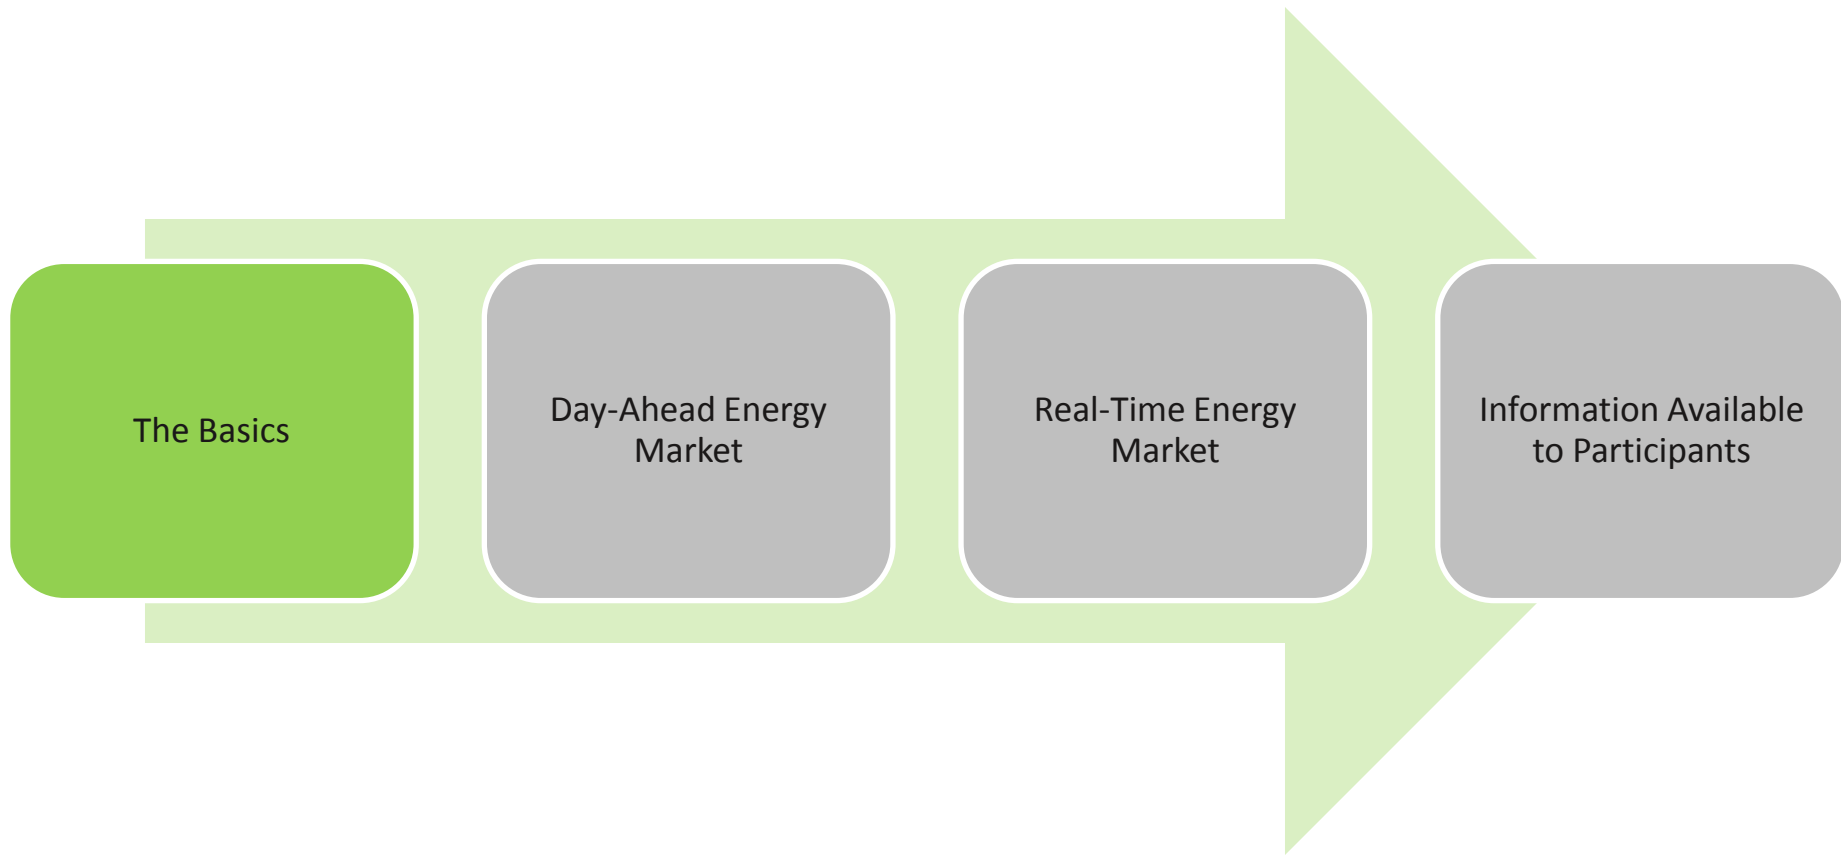 The Basics
Day-Ahead Energy
Market
Real-Time Energy
Market
Information Available
to Participants